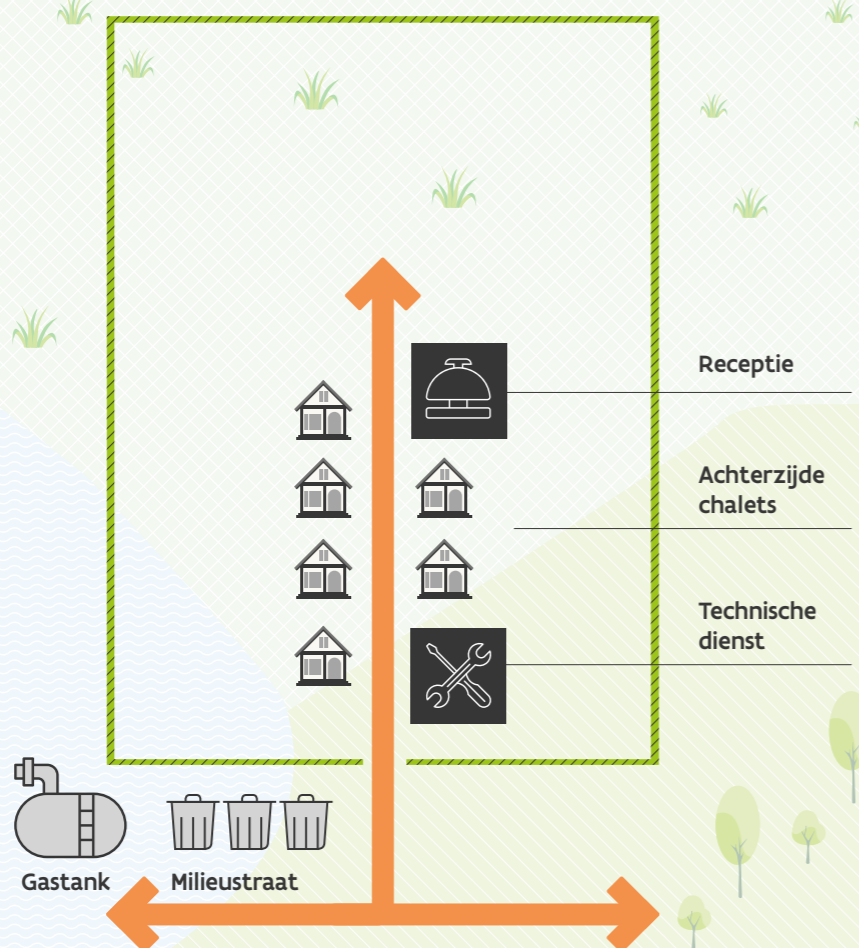 Receptie
Achterzijde
chalets
Technische
dienst
Gastank
Milieustraat